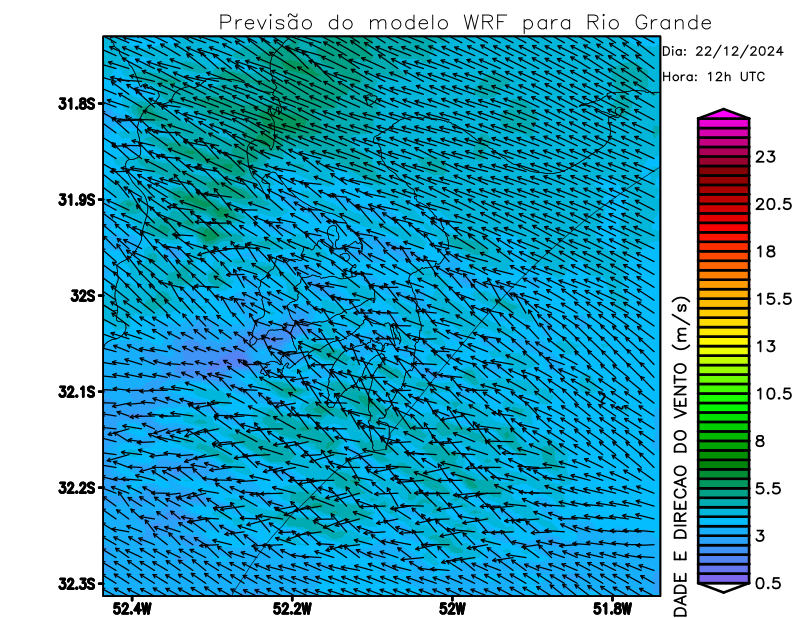 Previsão do modelo WRF para Rio Grande
Dia: 22/12/2024
Hora: 12h UTC
31.8S
31.9S
32S
32.1S
32.2S
32.3S
52.4W
52.2W
52W
51.8W
DADE E DIRECAO DO VENTO (m/s)
23
20.5
18
15.5
13
10.5
8
5.5
3
0.5